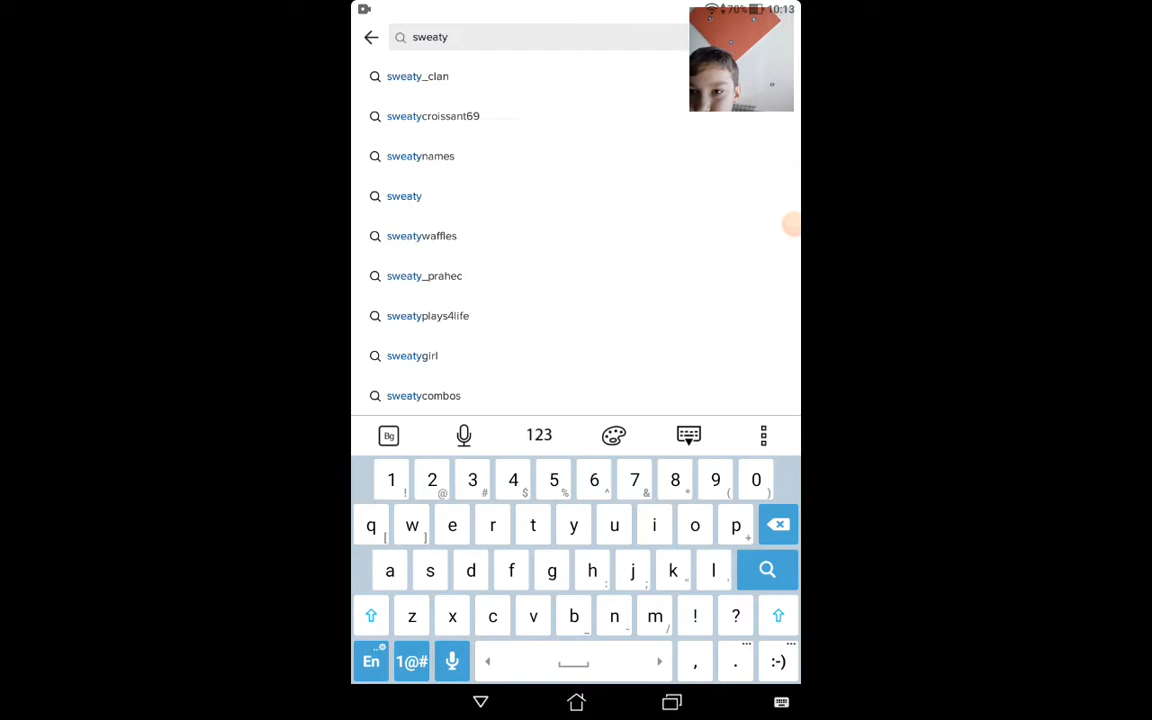 70% 10:13
sweaty
sweaty_clan
sweatycroissant69
sweatynames
sweaty
sweatywaffles
sweaty_prahec
sweatyplays4life
sweatygirl
sweatycombos
Bg 123
1 2 3 4 5 6 7 8 9 0
! @ # $ % ^ & * ( )
q w e r t y u i o p
[ ] +
a s d f g h j k l
: ; " '
z x c v b n m ! ?
_ - /
En 1@# , . :-)